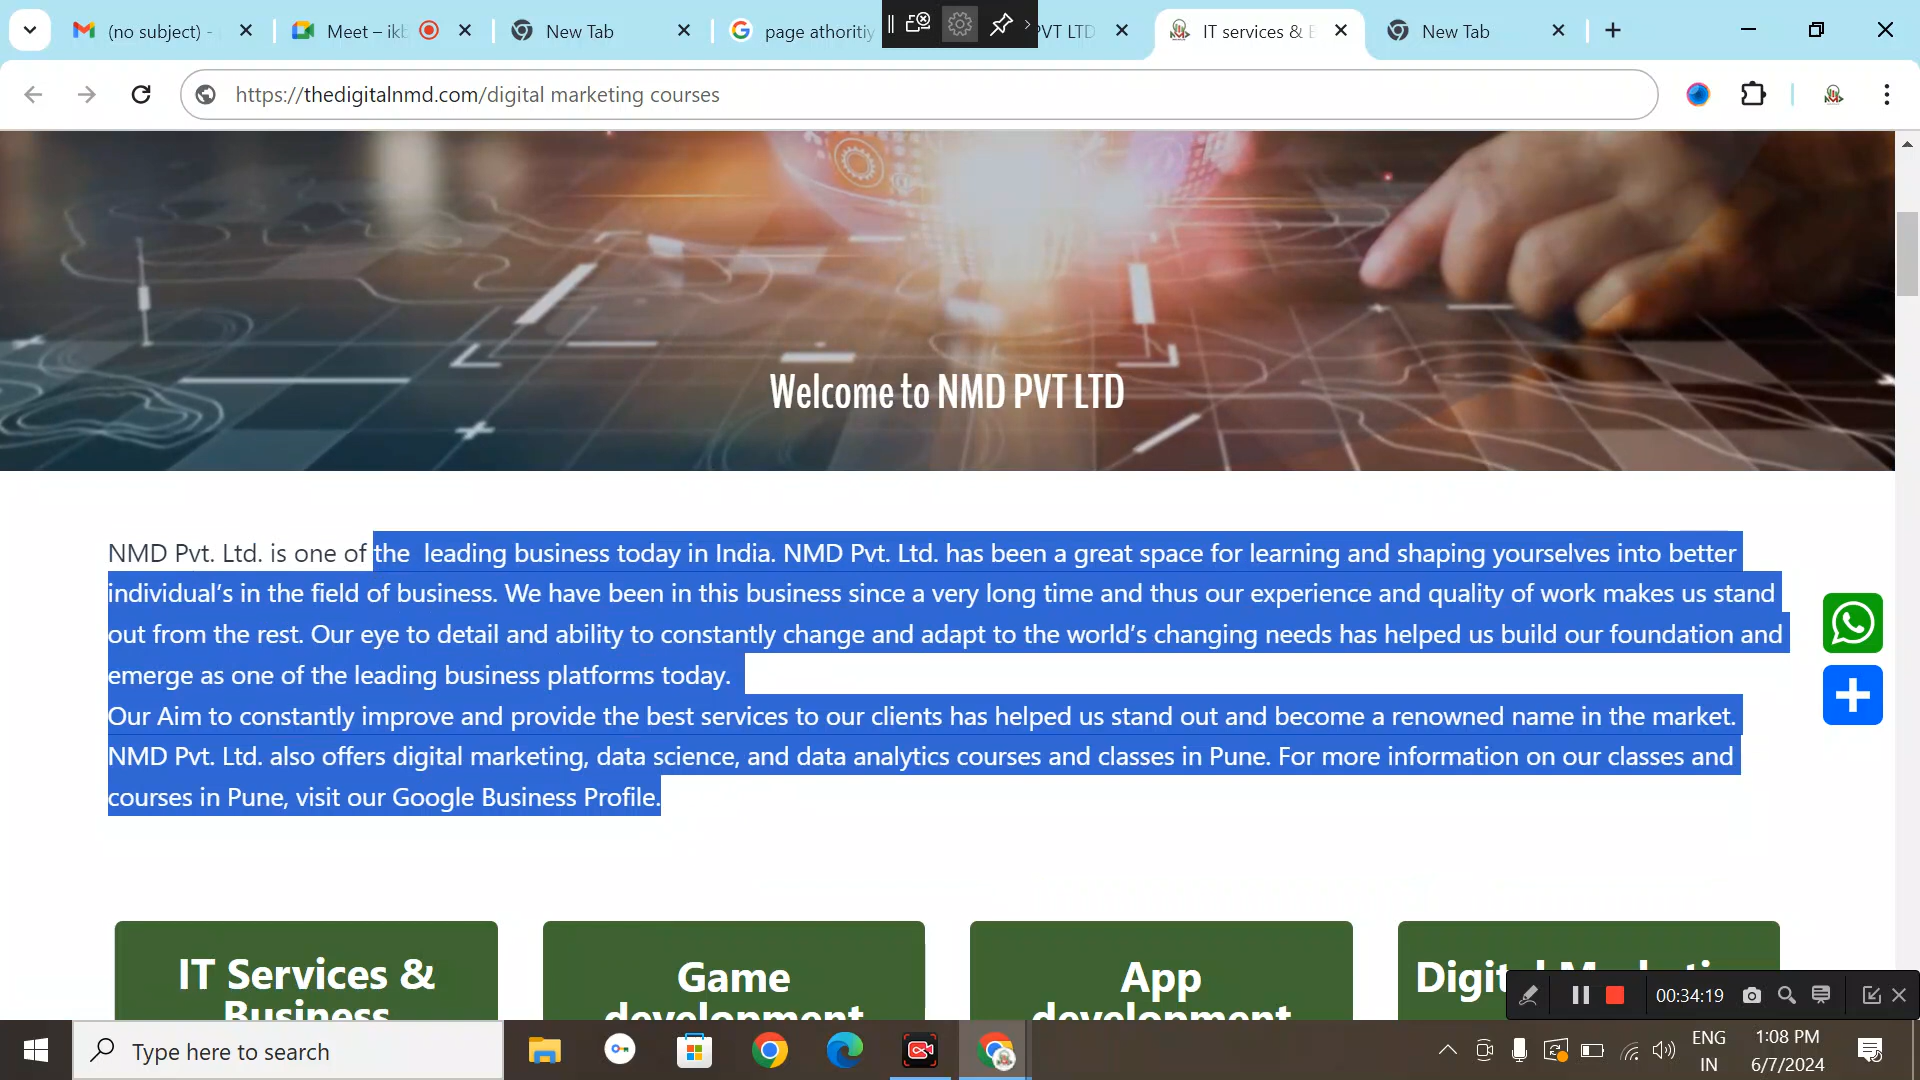 (no subject) -
Meet – ikb
New Tab
page athoritiy
PVT LTD
IT services &
New Tab
https://thedigitalnmd.com/digital marketing courses
Welcome to NMD PVT LTD
NMD Pvt. Ltd. is one of the  leading business today in India. NMD Pvt. Ltd. has been a great space for learning and shaping yourselves into better
individual’s in the field of business. We have been in this business since a very long time and thus our experience and quality of work makes us stand
out from the rest. Our eye to detail and ability to constantly change and adapt to the world’s changing needs has helped us build our foundation and
emerge as one of the leading business platforms today.
Our Aim to constantly improve and provide the best services to our clients has helped us stand out and become a renowned name in the market.
NMD Pvt. Ltd. also offers digital marketing, data science, and data analytics courses and classes in Pune. For more information on our classes and
courses in Pune, visit our Google Business Profile.
IT Services &
Business
Game
development
App
development
00:34:19
Type here to search
ENG
IN
1:08 PM
6/7/2024